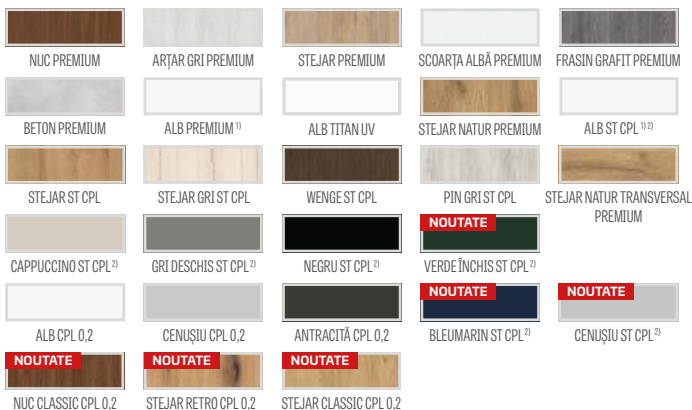 NUC PREMIUM
ARȚAR GRI PREMIUM
STEJAR PREMIUM
SCOARȚA ALBĂ PREMIUM
FRASIN GRAFIT PREMIUM
BETON PREMIUM
ALB PREMIUM 1)
ALB TITAN UV
STEJAR NATUR PREMIUM
ALB ST CPL 1) 2)
STEJAR ST CPL
STEJAR GRI ST CPL
WENGE ST CPL
PIN GRI ST CPL
STEJAR NATUR TRANSVERSAL
PREMIUM
CAPPUCCINO ST CPL 2)
GRI DESCHIS ST CPL 2)
NEGRU ST CPL 2)
NOUTATE
VERDE ÎNCHIS ST CPL 2)
ALB CPL 0,2
CENUȘIU CPL 0,2
ANTRACITĂ CPL 0,2
NOUTATE
BLEUMARIN ST CPL 2)
NOUTATE
CENUȘIU ST CPL 2)
NOUTATE
NUC CLASSIC CPL 0,2
NOUTATE
STEJAR RETRO CPL 0,2
NOUTATE
STEJAR CLASSIC CPL 0,2